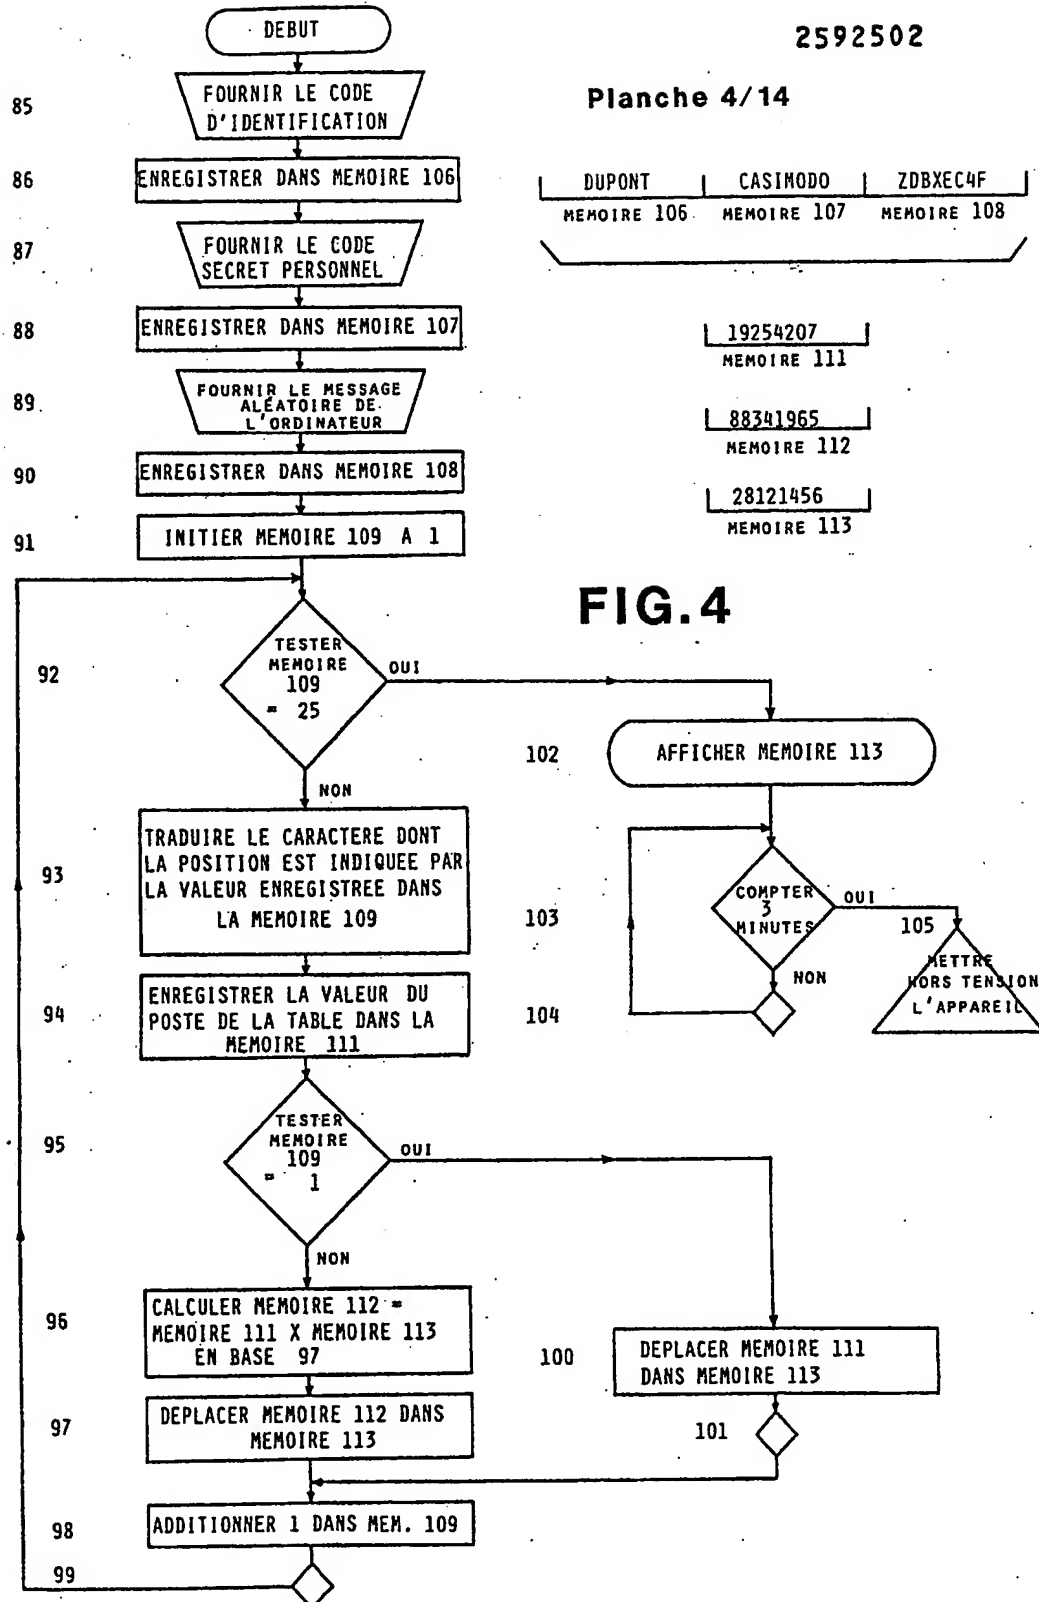 DEBUT
2592502
Planche 4/14
85
FOURNIR LE CODE
D'IDENTIFICATION
86
ENREGISTRER DANS MEMOIRE 106
DUPONT
CASIMODO
ZDBXEC4F
MEMOIRE 106
MEMOIRE 107
MEMOIRE 108
87
FOURNIR LE CODE
SECRET PERSONNEL
88
ENREGISTRER DANS MEMOIRE 107
19254207
MEMOIRE 111
89
FOURNIR LE MESSAGE
ALEATOIRE DE
L'ORDINATEUR
88341965
MEMOIRE 112
90
ENREGISTRER DANS MEMOIRE 108
28121456
MEMOIRE 113
91
INITIER MEMOIRE 109 A 1
FIG.4
92
TESTER
MEMOIRE
109
= 25
OUI
NON
102
AFFICHER MEMOIRE 113
93
TRADUIRE LE CARACTERE DONT
LA POSITION EST INDIQUEE PAR
LA VALEUR ENREGISTREE DANS
LA MEMOIRE 109
103
COMPTER
3
MINUTES
OUI
NON
105
METTRE
HORS TENSION
L'APPAREIL
94
ENREGISTRER LA VALEUR DU
POSTE DE LA TABLE DANS LA
MEMOIRE 111
104
95
TESTER
MEMOIRE
109
= 1
OUI
NON
96
CALCULER MEMOIRE 112 =
MEMOIRE 111 X MEMOIRE 113
EN BASE 97
100
DEPLACER MEMOIRE 111
DANS MEMOIRE 113
97
DEPLACER MEMOIRE 112 DANS
MEMOIRE 113
101
98
ADDITIONNER 1 DANS MEM. 109
99